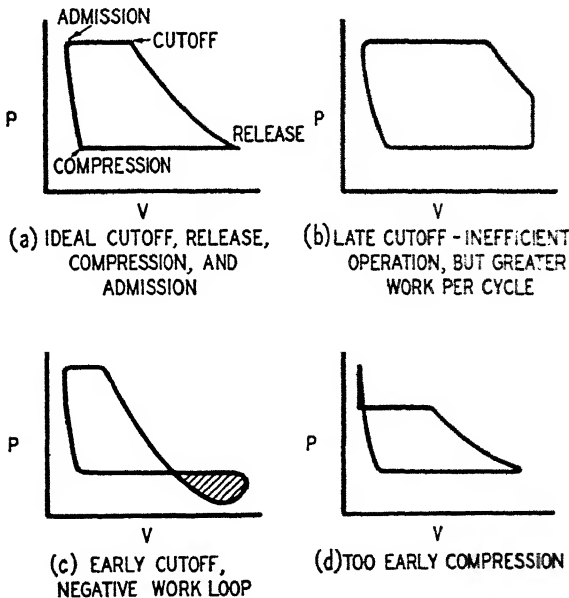 ADMISSION
CUTOFF
P
RELEASE
COMPRESSION
V
(a) IDEAL CUTOFF, RELEASE,
COMPRESSION, AND
ADMISSION
P
V
(b) LATE CUTOFF - INEFFICIENT
OPERATION, BUT GREATER
WORK PER CYCLE
P
V
(c) EARLY CUTOFF,
NEGATIVE WORK LOOP
P
V
(d) TOO EARLY COMPRESSION